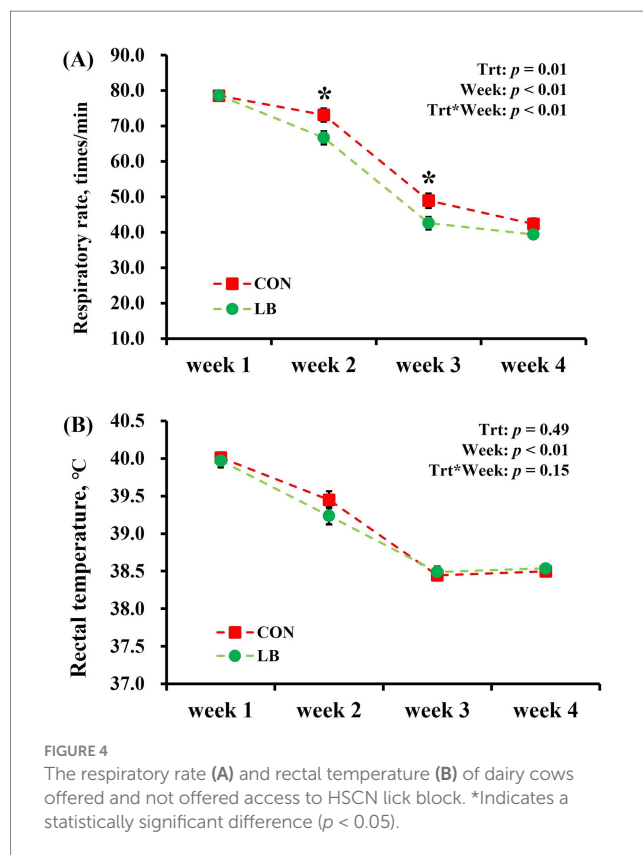 (A)
90.0
80.0
70.0
60.0
50.0
40.0
30.0
20.0
10.0
Respiratory rate, times/min
Trt: p = 0.01
Week: p < 0.01
Trt*Week: p < 0.01
*
*
CON
LB
week 1 week 2 week 3 week 4
(B)
40.5
40.0
39.5
39.0
38.5
38.0
37.5
37.0
Rectal temperature, °C
Trt: p = 0.49
Week: p < 0.01
Trt*Week: p = 0.15
CON
LB
week 1 week 2 week 3 week 4
FIGURE 4
The respiratory rate (A) and rectal temperature (B) of dairy cows
offered and not offered access to HSCN lick block. *Indicates a
statistically significant difference (p < 0.05).